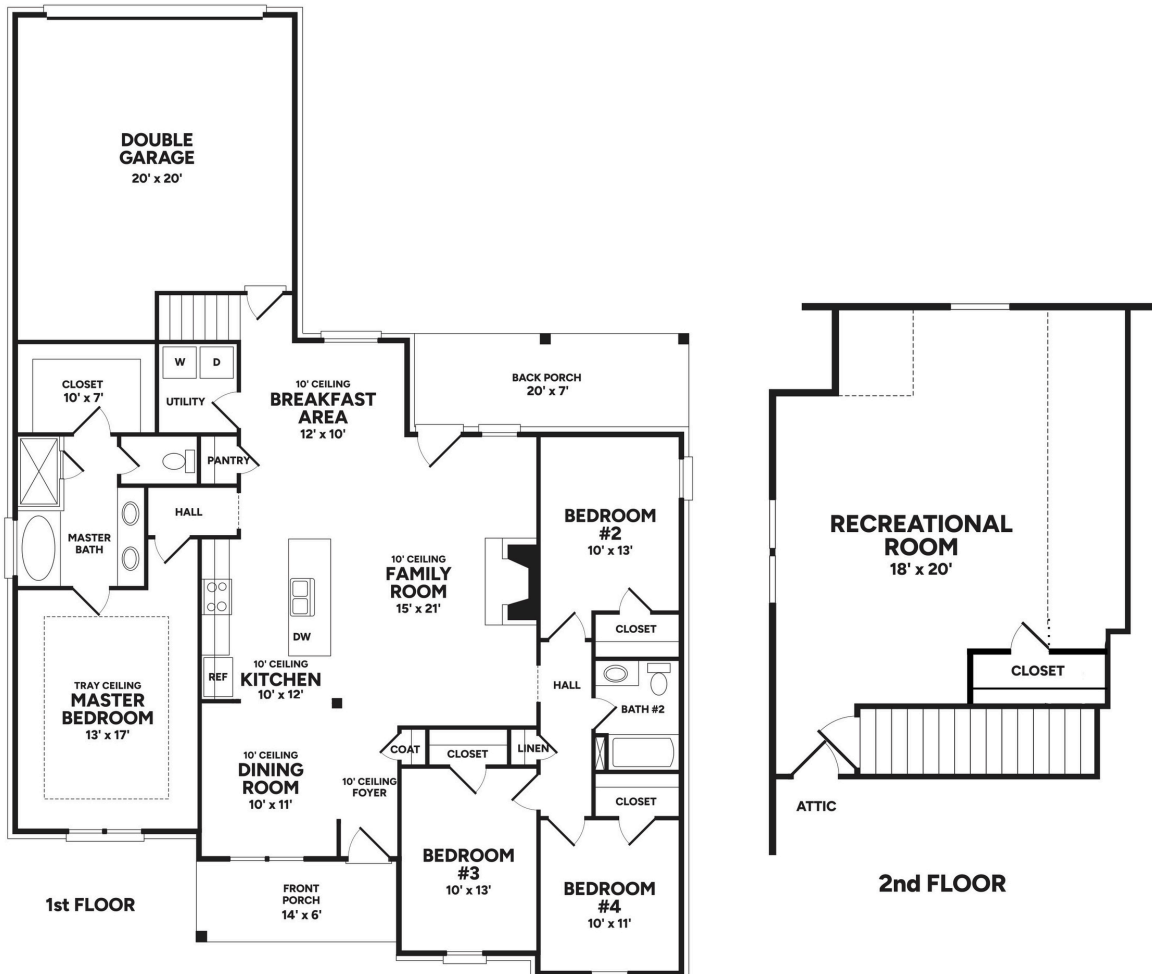 DOUBLE
GARAGE
20' x 20'
CLOSET
10' x 7'
W
D
UTILITY
10' CEILING
BREAKFAST
AREA
12' x 10'
BACK PORCH
20' x 7'
PANTRY
HALL
MASTER
BATH
BEDROOM
#2
10' x 13'
10' CEILING
FAMILY
ROOM
15' x 21'
CLOSET
DW
REF
10' CEILING
KITCHEN
10' x 12'
TRAY CEILING
MASTER
BEDROOM
13' x 17'
HALL
BATH #2
COAT
CLOSET
LINEN
10' CEILING
DINING
ROOM
10' x 11'
10' CEILING
FOYER
CLOSET
BEDROOM
#3
10' x 13'
BEDROOM
#4
10' x 11'
FRONT
PORCH
14' x 6'
1st FLOOR
RECREATIONAL
ROOM
18' x 20'
CLOSET
ATTIC
2nd FLOOR